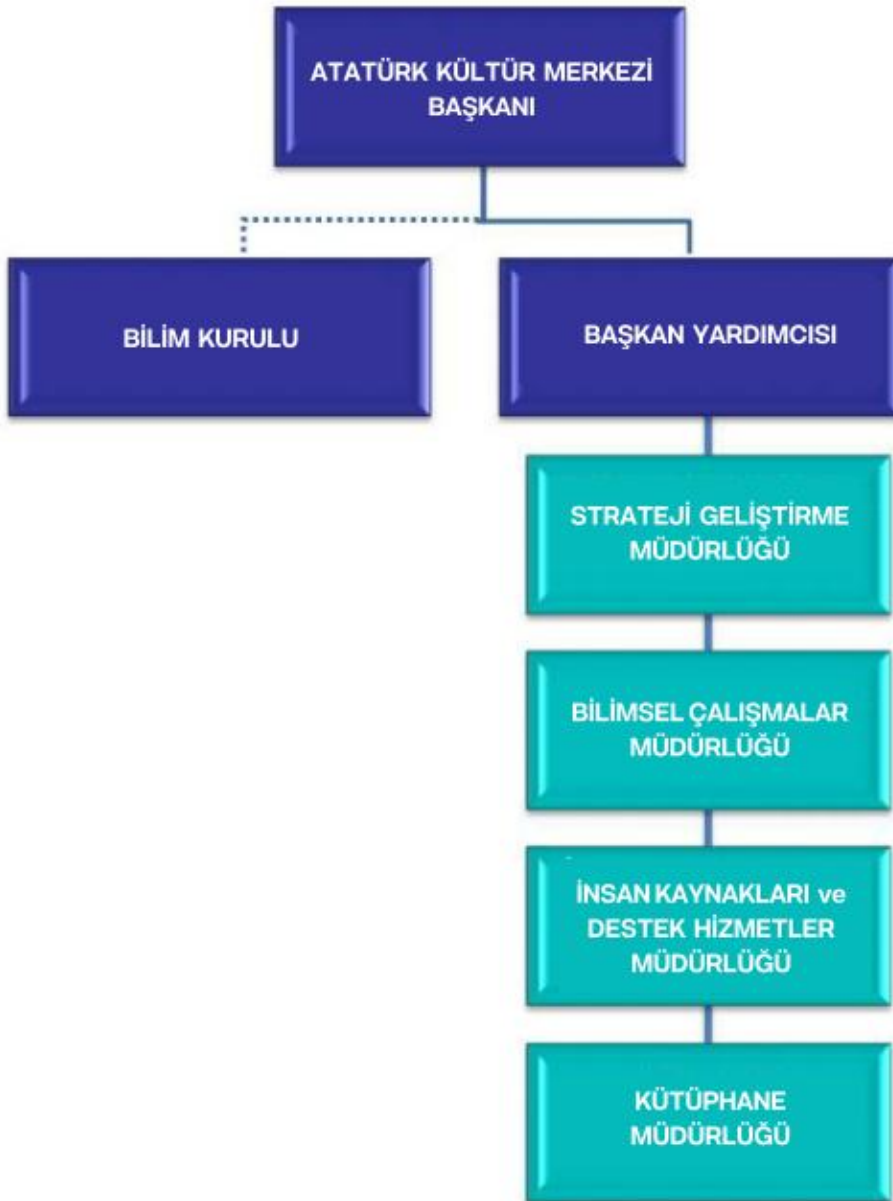 ATATÜRK KÜLTÜR MERKEZİ
BAŞKANI
BİLİM KURULU
BAŞKAN YARDIMCISI
STRATEJİ GELİŞTİRME
MÜDÜRLÜĞÜ
BİLİMSEL ÇALIŞMALAR
MÜDÜRLÜĞÜ
İNSAN KAYNAKLARI ve
DESTEK HİZMETLER
MÜDÜRLÜĞÜ
KÜTÜPHANE
MÜDÜRLÜĞÜ